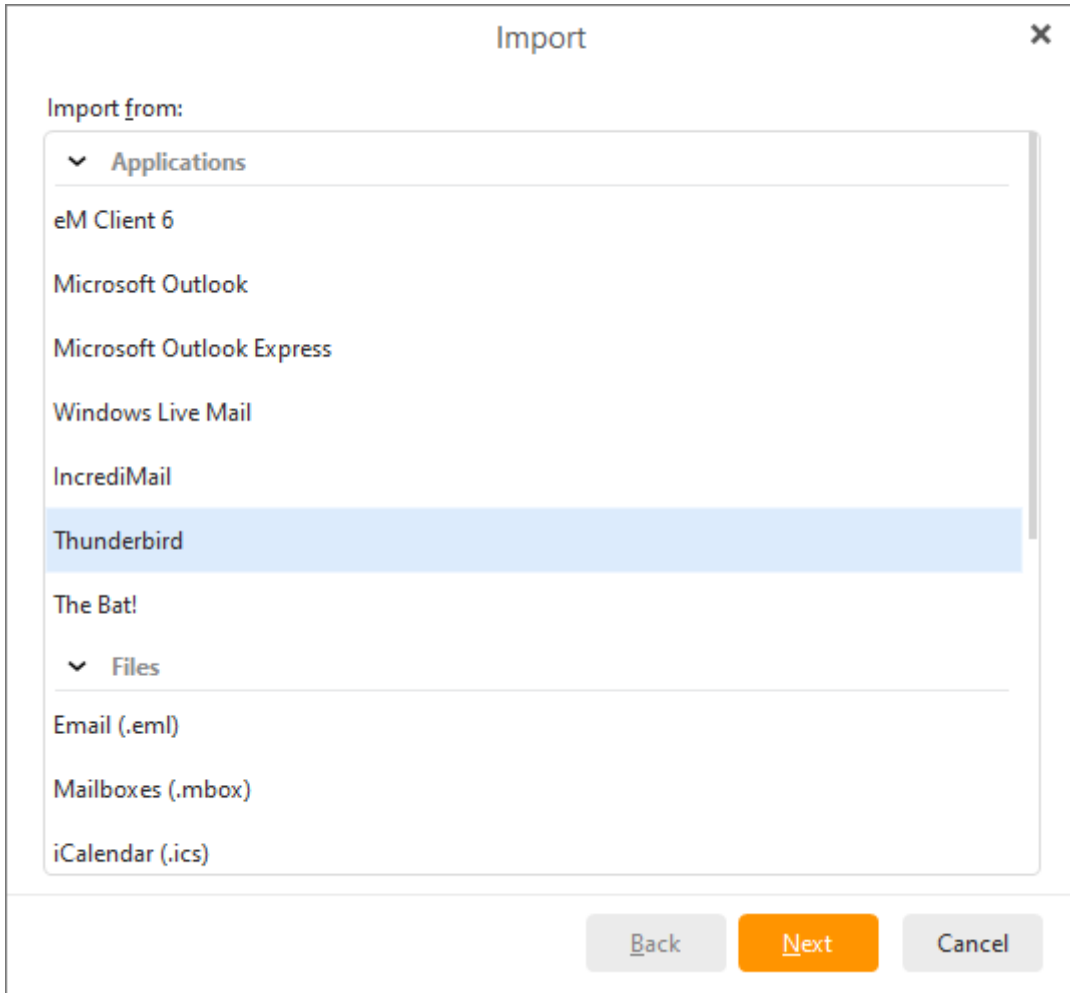 Import
Import from:
Applications
eM Client 6
Microsoft Outlook
Microsoft Outlook Express
Windows Live Mail
IncrediMail
Thunderbird
The Bat!
Files
Email (.eml)
Mailboxes (.mbox)
iCalendar (.ics)
Back Next Cancel